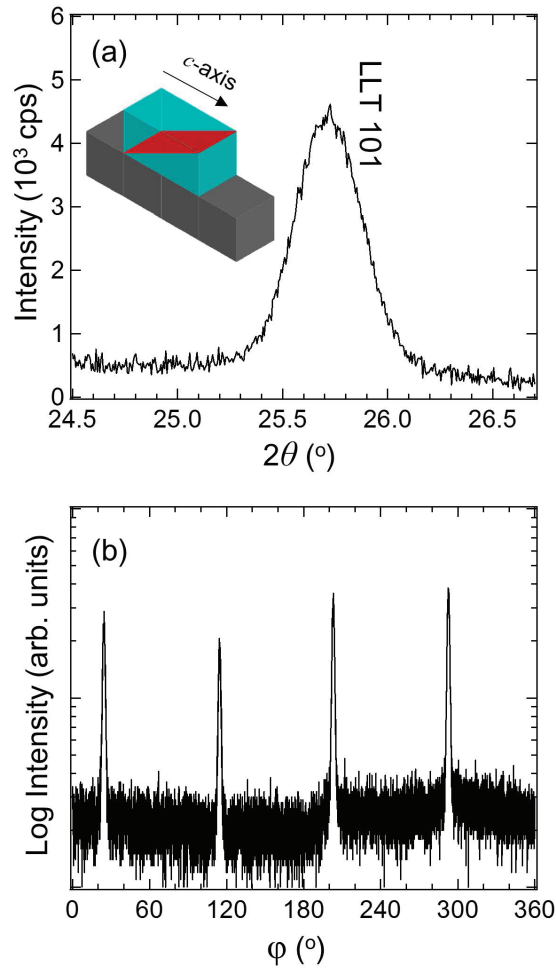 (a)
c-axis
LLT 101
Intensity (10³ cps)
6
5
4
3
2
1
0
24.5 25.0 25.5 26.0 26.5
2θ (°)
(b)
Log Intensity (arb. units)
0 60 120 180 240 300 360
φ (°)